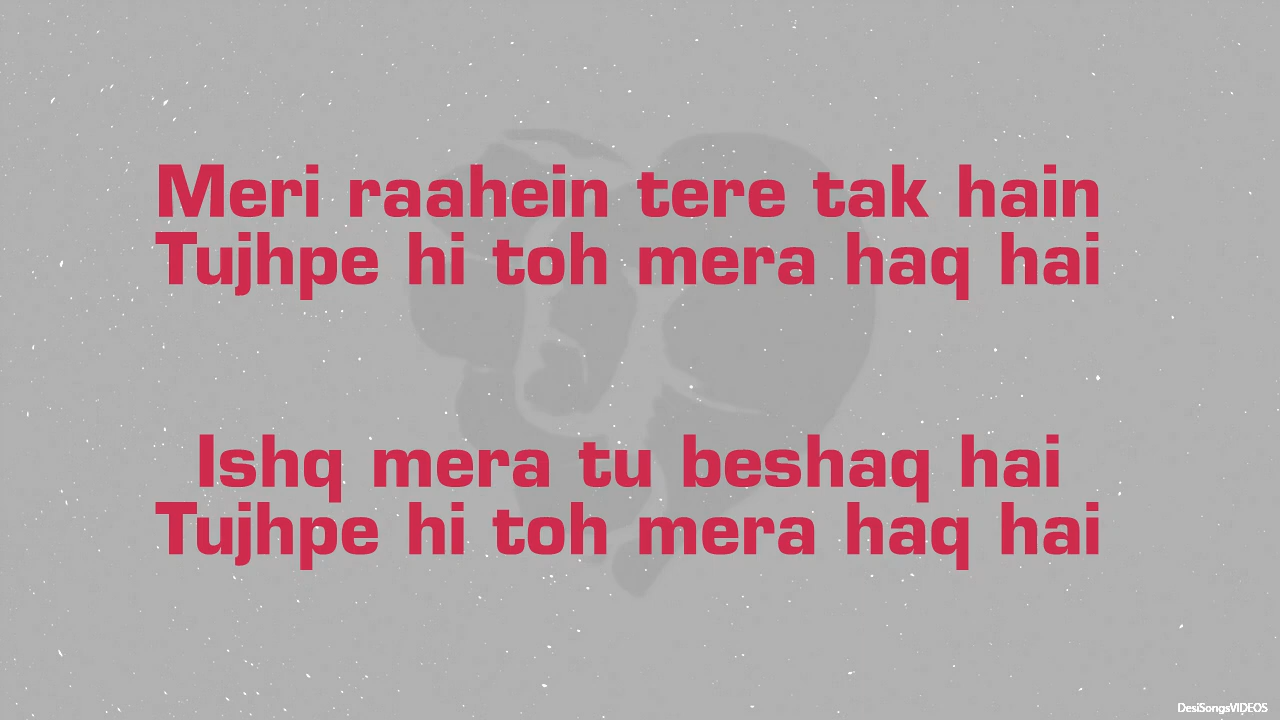 Meri raahein tere tak hain
Tujhpe hi toh mera haq hai
Ishq mera tu beshaq hai
Tujhpe hi toh mera haq hai
DesiSongsVIDEOS